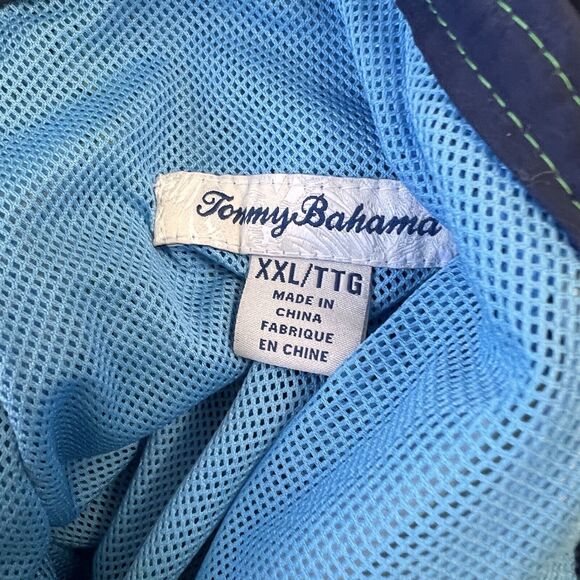 Tommy Bahama
XXL/TTG
MADE IN
CHINA
FABRIQUE
EN CHINE